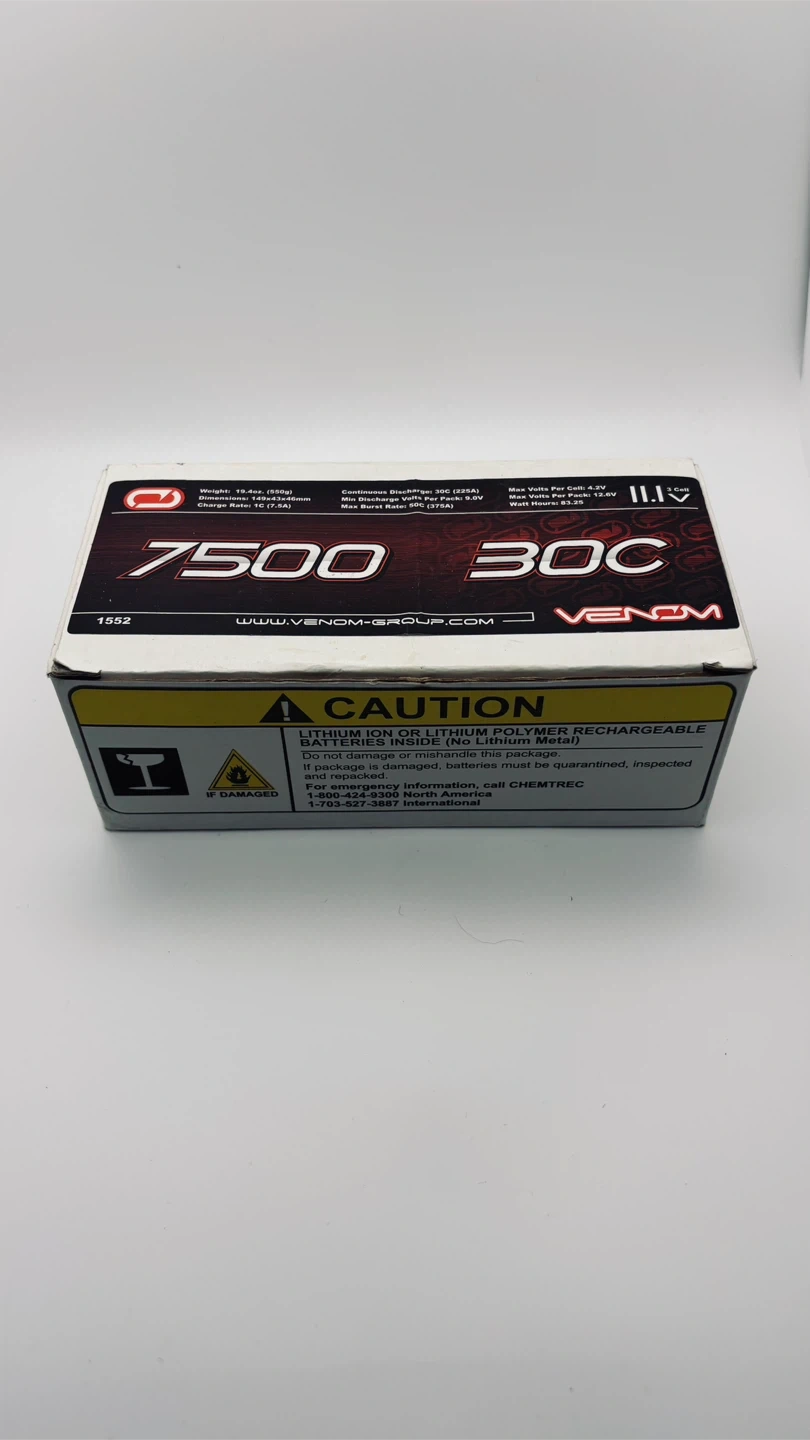 Weight: 19.4oz. (550g)
Dimensions: 149x43x46mm
Charge Rate: 1C (7.5A)
Continuous Discharge: 30C (225A)
Min Discharge Volts Per Pack: 9.0V
Max Burst Rate: 50C (375A)
Max Volts Per Cell: 4.2V
Max Volts Per Pack: 12.6V
Watt Hours: 83.25
11.1V 3 Cell
7500 30C
1552 WWW.VENOM-GROUP.COM VENOM
CAUTION
LITHIUM ION OR LITHIUM POLYMER RECHARGEABLE
BATTERIES INSIDE (No Lithium Metal)
Do not damage or mishandle this package.
If package is damaged, batteries must be quarantined, inspected
and repacked.
For emergency information, call CHEMTREC
1-800-424-9300 North America
1-703-527-3887 International
IF DAMAGED